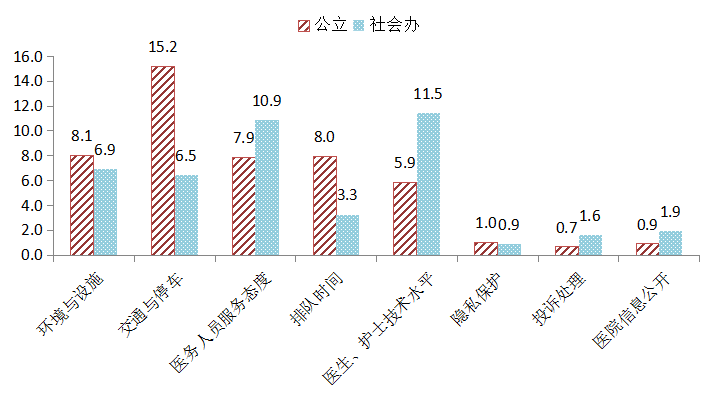 公立 社会办
16.0
14.0
12.0
10.0
8.0
6.0
4.0
2.0
0.0
8.1 6.9
15.2 6.5
7.9 10.9
8.0 3.3
5.9 11.5
1.0 0.9
0.7 1.6
0.9 1.9
环境与设施
交通与停车
医务人员服务态度
排队时间
医生、护士技术水平
隐私保护
投诉处理
医院信息公开